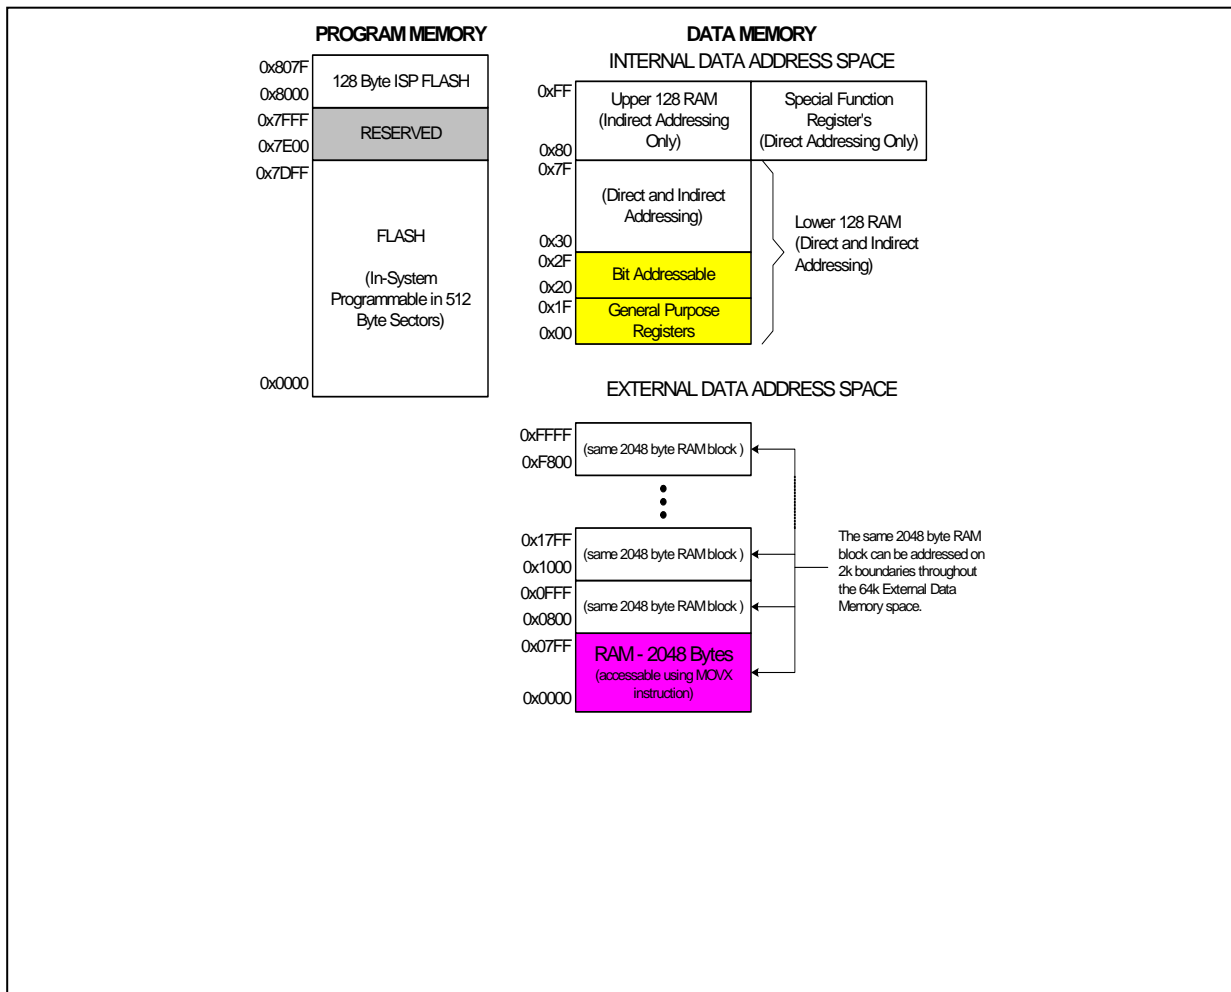 PROGRAM MEMORY
0x807F
0x8000
128 Byte ISP FLASH
0x7FFF
0x7E00
RESERVED
0x7DFF
FLASH
(In-System
Programmable in 512
Byte Sectors)
0x0000
DATA MEMORY
INTERNAL DATA ADDRESS SPACE
0xFF
Upper 128 RAM
(Indirect Addressing
Only)
0x80
Special Function
Register's
(Direct Addressing Only)
0x7F
(Direct and Indirect
Addressing)
0x30
0x2F
Bit Addressable
0x20
0x1F
General Purpose
Registers
0x00
Lower 128 RAM
(Direct and Indirect
Addressing)
EXTERNAL DATA ADDRESS SPACE
0xFFFF
(same 2048 byte RAM block )
0xF800
0x17FF
(same 2048 byte RAM block )
0x1000
0x0FFF
(same 2048 byte RAM block )
0x0800
0x07FF
RAM - 2048 Bytes
(accessable using MOVX
instruction)
0x0000
The same 2048 byte RAM
block can be addressed on
2k boundaries throughout
the 64k External Data
Memory space.